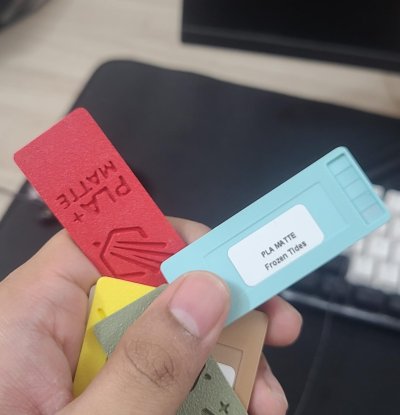 PLA+
MATTE
PLA MATTE
Frozen Tides